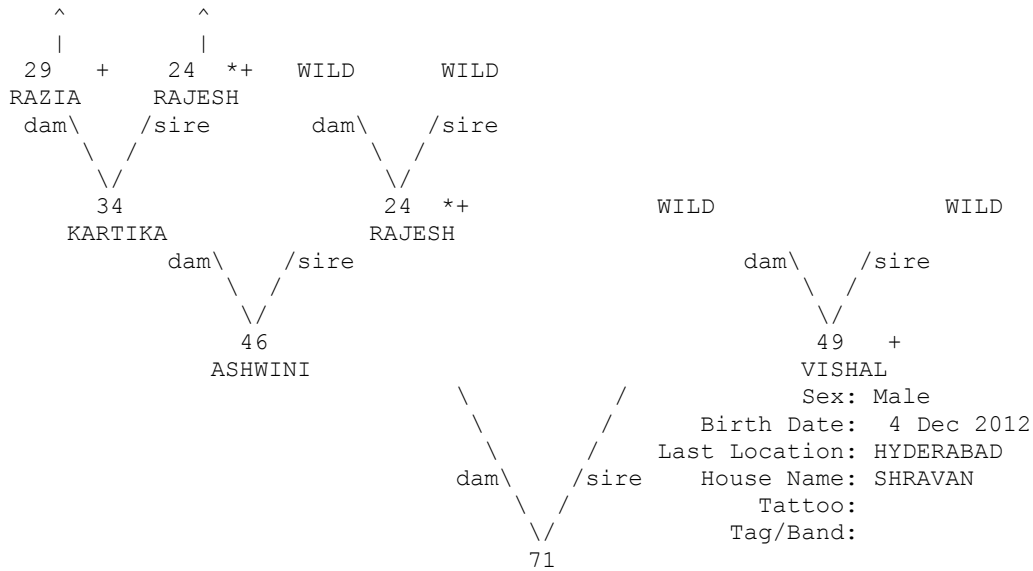 ^ ^
| |
29 + 24 *+ WILD WILD
RAZIA RAJESH
dam\ /sire dam\ /sire
\ / \ /
\/ \/
34 24 *+ WILD WILD
KARTIKA RAJESH
dam\ /sire dam\ /sire
\ / \ /
\/ \/
46 49 +
ASHWINI VISHAL
\ / Sex: Male
\ / Birth Date: 4 Dec 2012
\ / Last Location: HYDERABAD
dam\ /sire House Name: SHRAVAN
\ / Tattoo:
\/ Tag/Band:
71